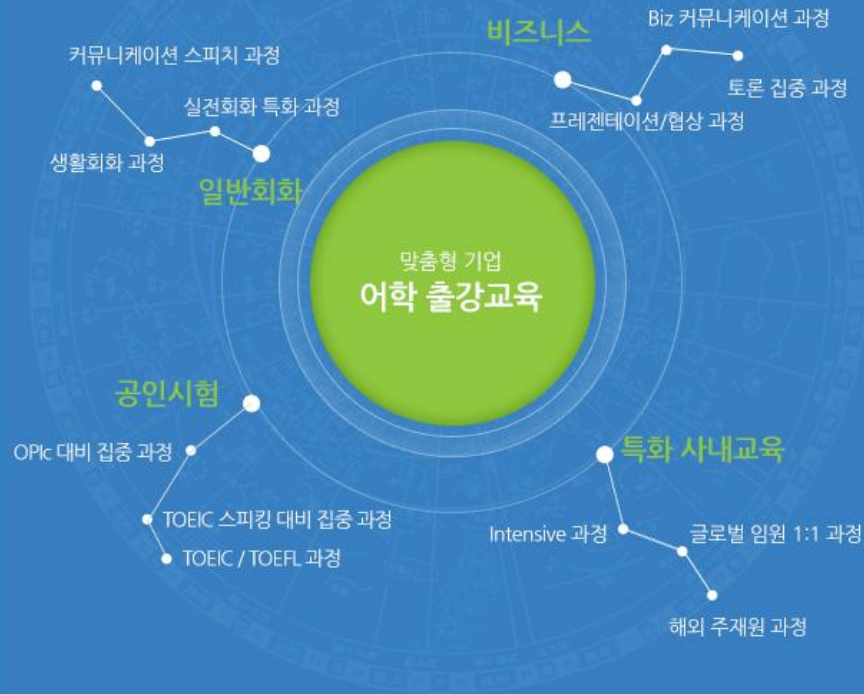 비즈니스
Biz 커뮤니케이션 과정
토론 집중 과정
프레젠테이션/협상 과정
커뮤니케이션 스피치 과정
실전회화 특화 과정
생활회화 과정
일반회화
맞춤형 기업
어학 출강교육
공인시험
OPIc 대비 집중 과정
TOEIC 스피킹 대비 집중 과정
TOEIC / TOEFL 과정
특화 사내교육
Intensive 과정
글로벌 임원 1:1 과정
해외 주재원 과정